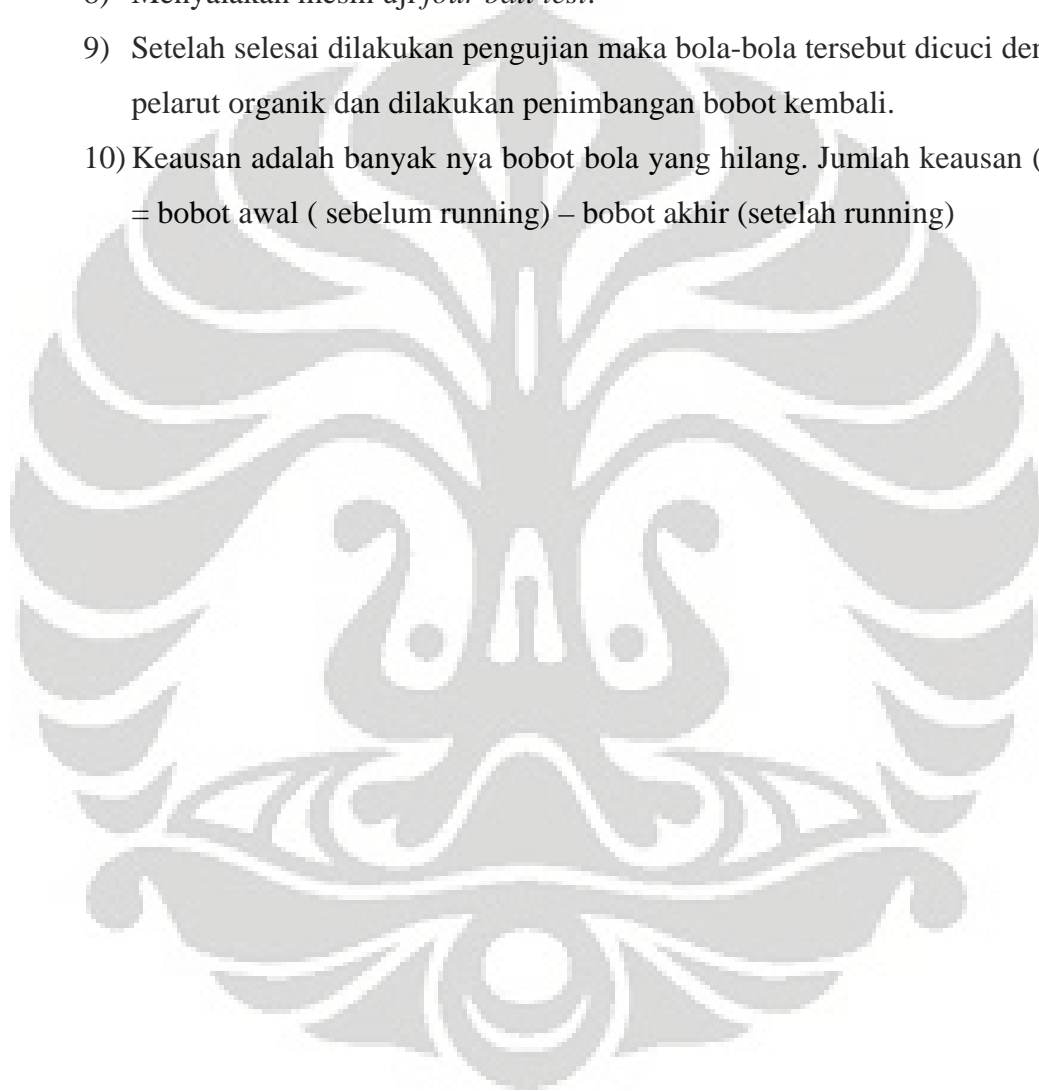 8) Menyalakan mesin uji four ball test.
9) Setelah selesai dilakukan pengujian maka bola-bola tersebut dicuci
pelarut organik dan dilakukan penimbangan bobot kembali.
10) Keausan adalah banyak nya bobot bola yang hilang. Jumlah keausan (
= bobot awal ( sebelum running) – bobot akhir (setelah running)